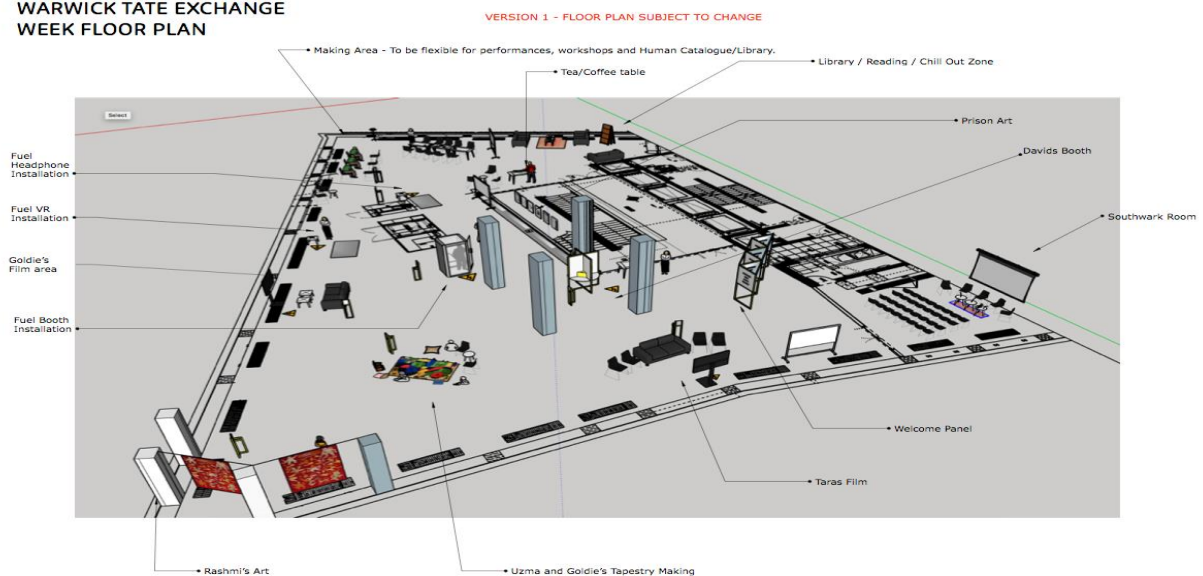 WARWICK TATE EXCHANGE
WEEK FLOOR PLAN
VERSION 1 - FLOOR PLAN SUBJECT TO CHANGE
Making Area - To be flexible for performances, workshops and Human Catalogue/Library.
Tea/Coffee table
Library / Reading / Chill Out Zone
Select
Prison Art
Davids Booth
Fuel
Headphone
Installation
Fuel VR
Installation
Southwark Room
Goldie's
Film area
Fuel Booth
Installation
Welcome Panel
Taras Film
Rashmi's Art
Uzma and Goldie's Tapestry Making